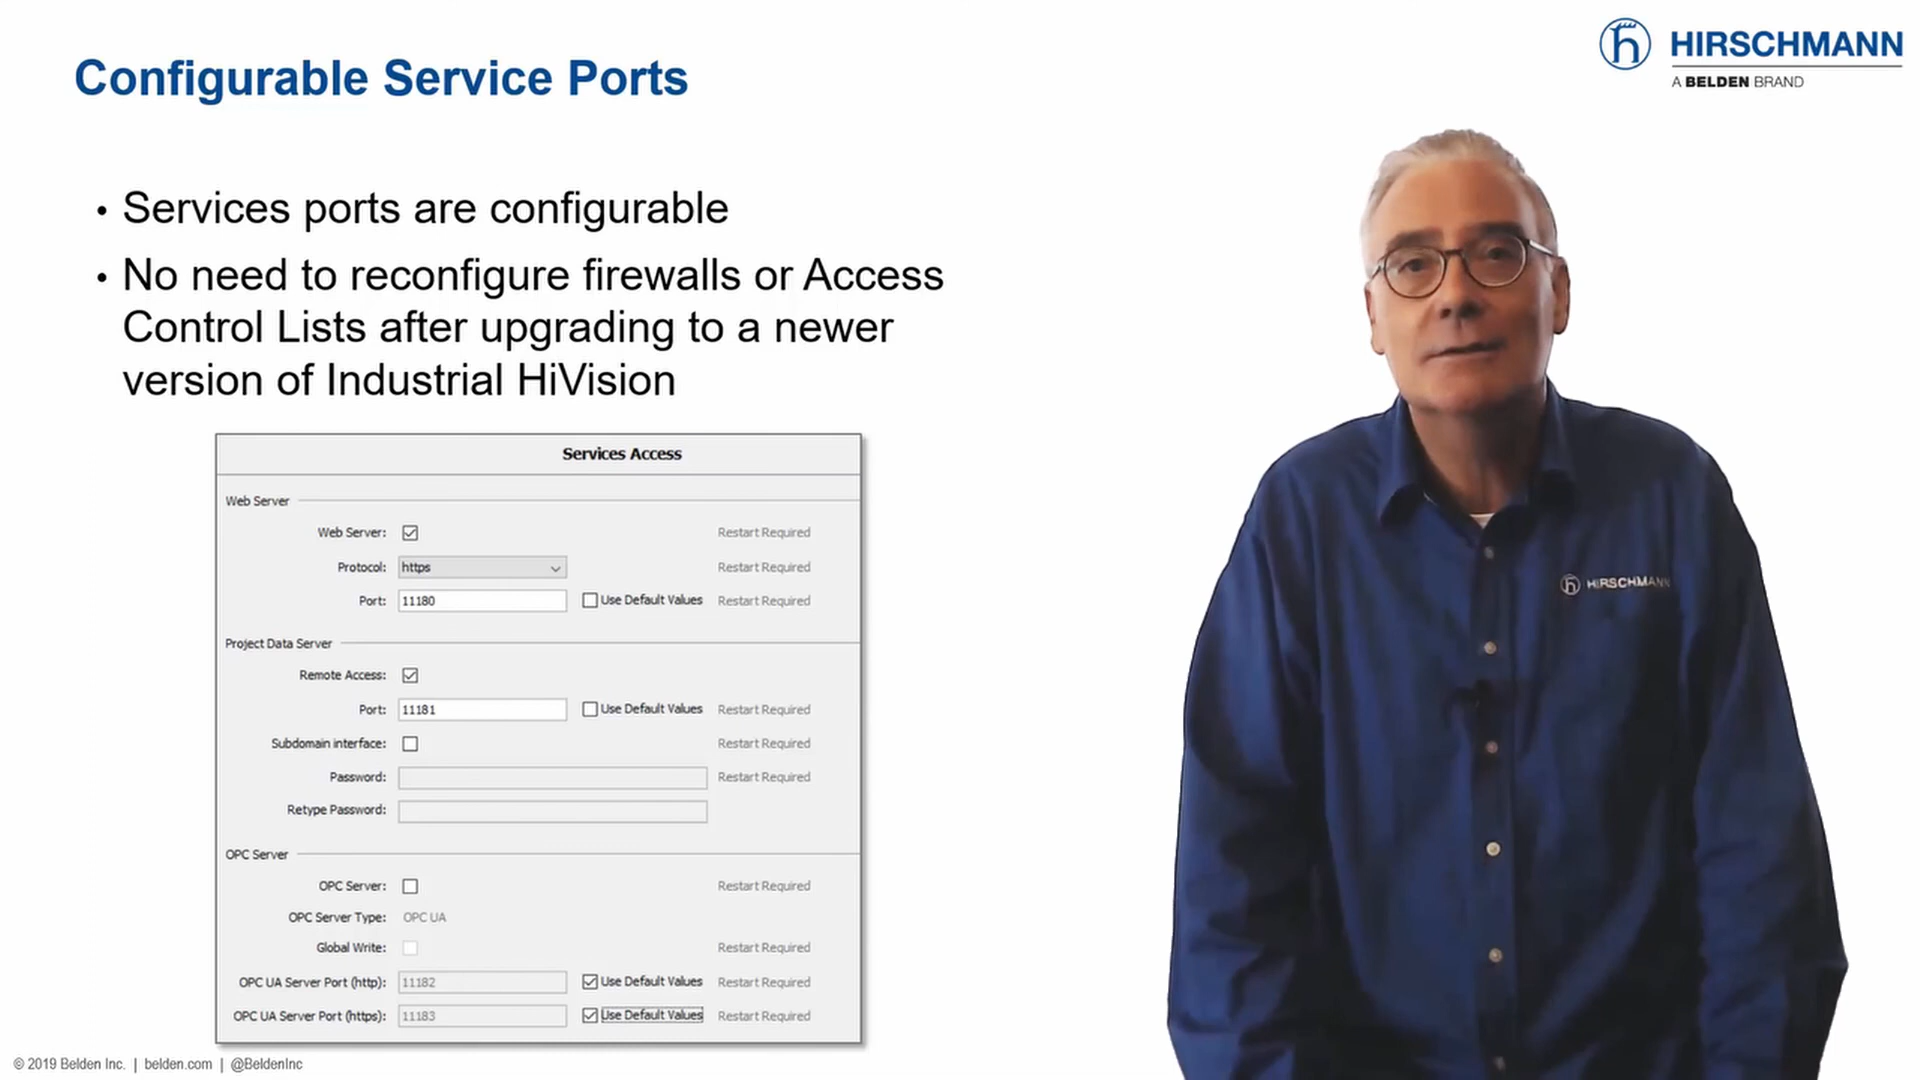 Configurable Service Ports
HIRSCHMANN
A BELDEN BRAND
• Services ports are configurable
• No need to reconfigure firewalls or Access
Control Lists after upgrading to a newer
version of Industrial HiVision
Services Access
Web Server
Web Server: Restart Required
Protocol: https Restart Required
Port: 11180 Use Default Values Restart Required
Project Data Server
Remote Access:
Port: 11181 Use Default Values Restart Required
Subdomain interface: Restart Required
Password: Restart Required
Retype Password:
OPC Server
OPC Server: Restart Required
OPC Server Type: OPC UA
Global Write: Restart Required
OPC UA Server Port (http): 11182 Use Default Values Restart Required
OPC UA Server Port (https): 11183 Use Default Values Restart Required
HIRSCHMANN
© 2019 Belden Inc. | belden.com | @BeldenInc